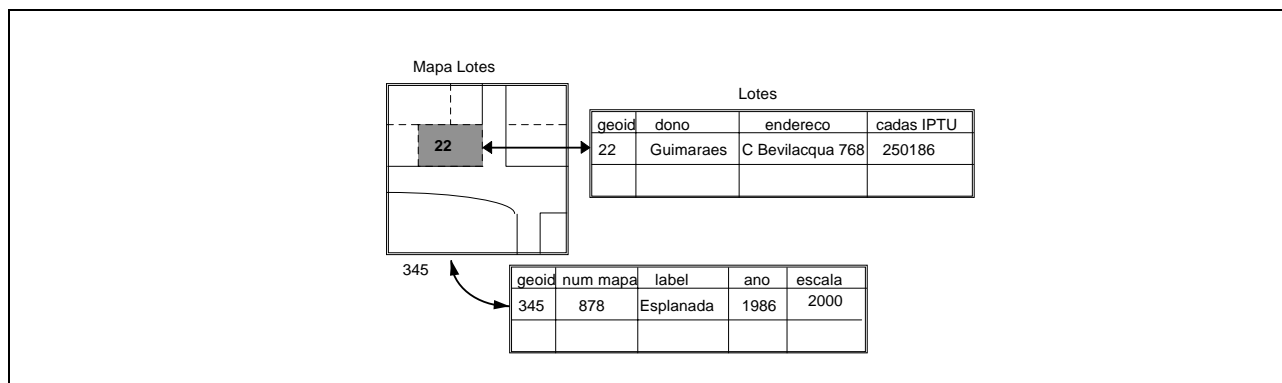 Mapa Lotes
Lotes
geoid dono endereco cadas IPTU
22 Guimaraes C Bevilacqua 768 250186
22
345
geoid num mapa label ano escala
345 878 Esplanada 1986 2000